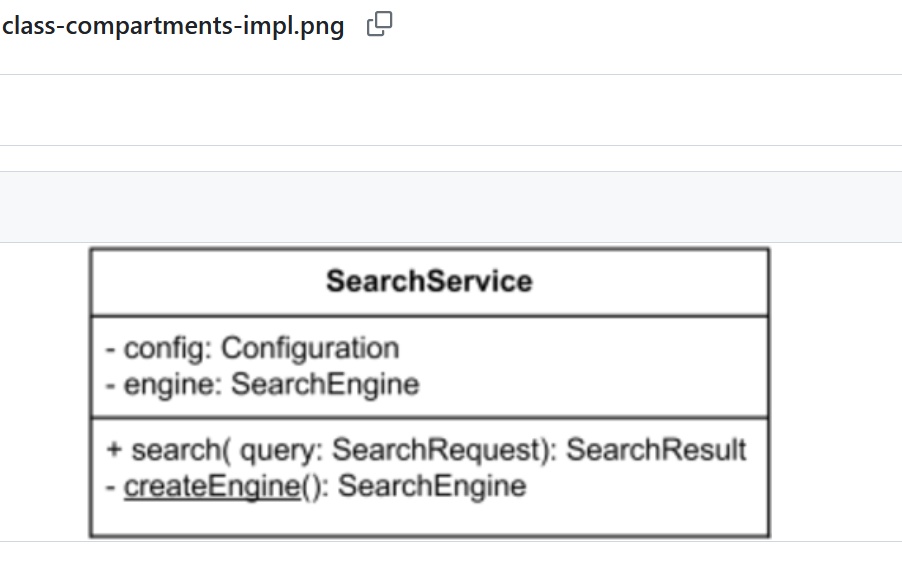 class-compartments-impl.png
SearchService
- config: Configuration
- engine: SearchEngine
+ search( query: SearchRequest): SearchResult
- createEngine(): SearchEngine